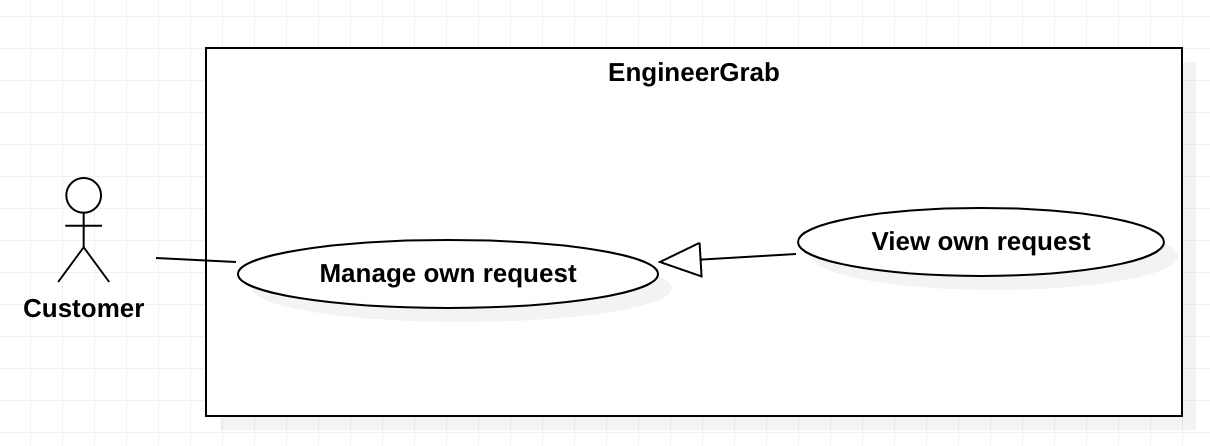 EngineerGrab
Customer
Manage own request
View own request